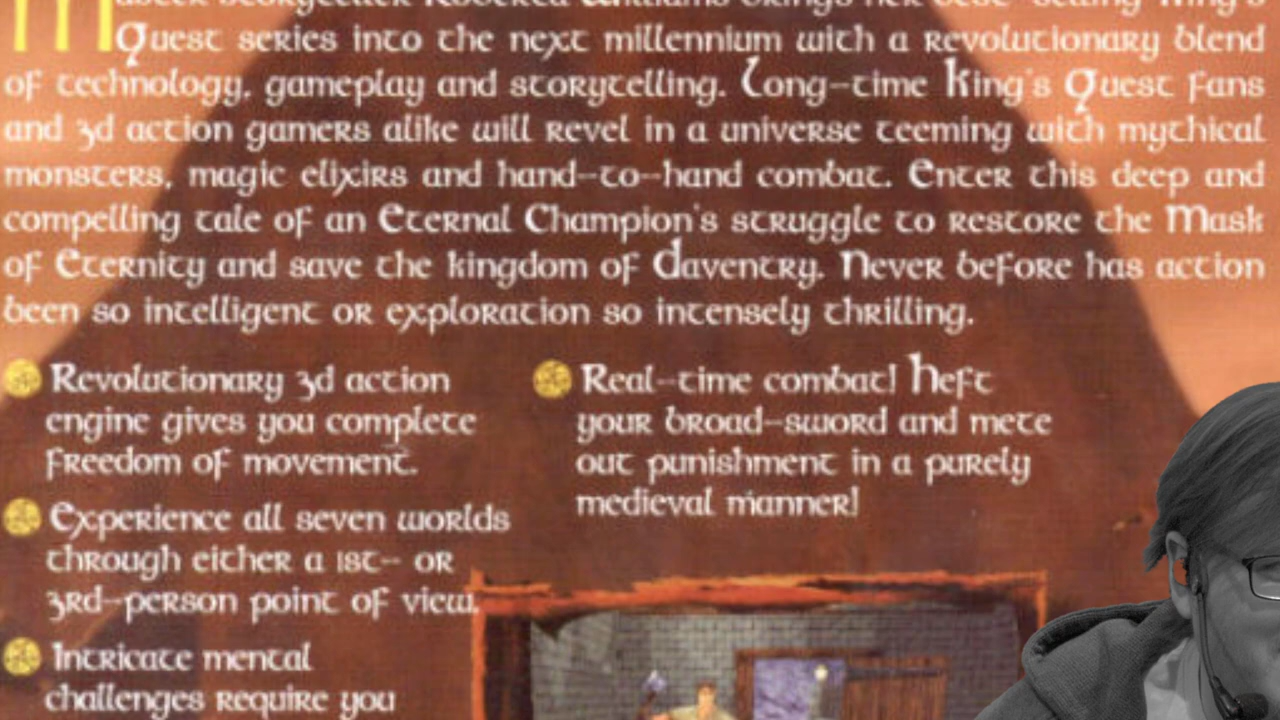 Quest series into the next millennium with a revolutionary blend
of technology, gameplay and storytelling. Long-time King's Quest fans
and 3d action gamers alike will revel in a universe teeming with mythical
monsters, magic elixirs and hand-to-hand combat. Enter this deep and
compelling tale of an Eternal Champion's struggle to restore the Mask
of Eternity and save the kingdom of Daventry. Never before has action
been so intelligent or exploration so intensely thrilling.
Revolutionary 3d action
engine gives you complete
freedom of movement.
Experience all seven worlds
through either a 1st- or
3rd-person point of view.
Intricate mental
challenges require you
Real-time combat! Heft
your broad-sword and mete
out punishment in a purely
medieval manner!